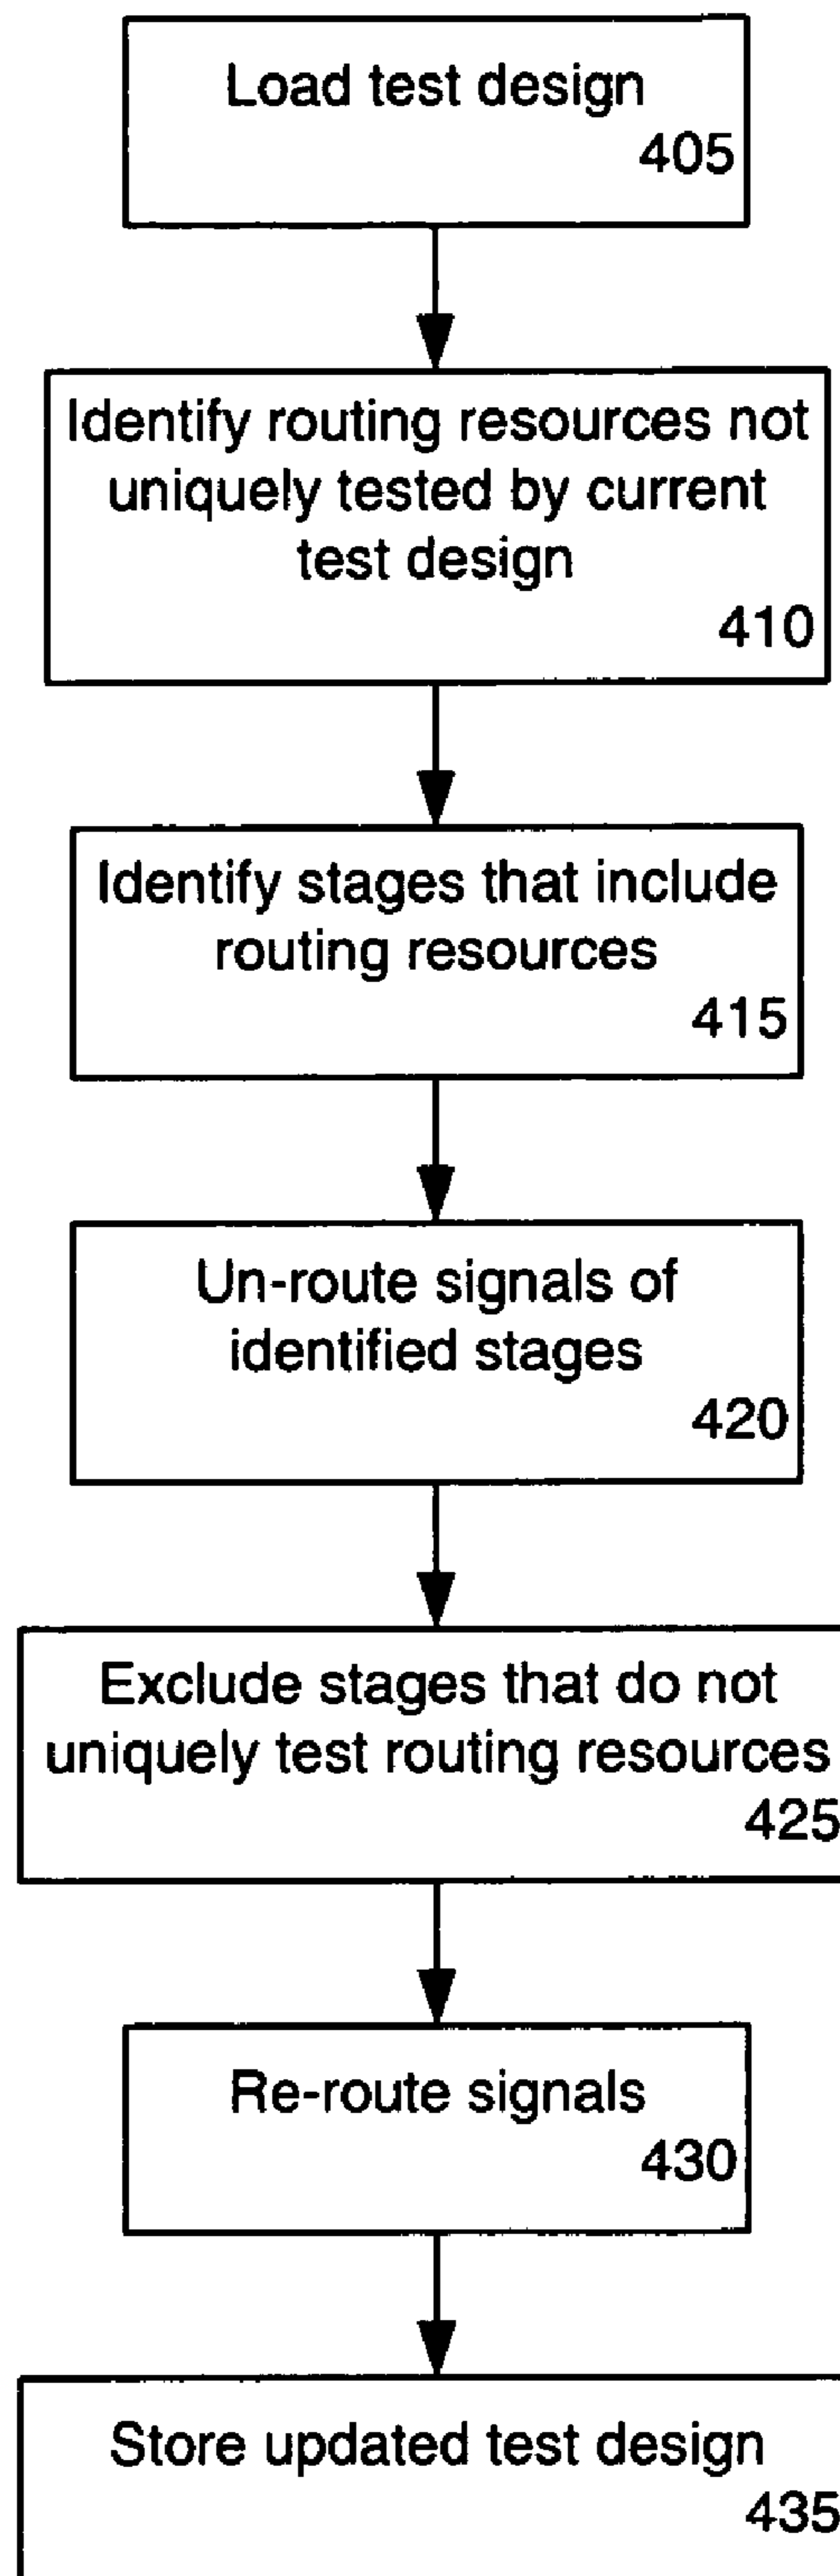 Load test design
405
Identify routing resources not
uniquely tested by current
test design
410
Identify stages that include
routing resources
415
Un-route signals of
identified stages
420
Exclude stages that do not
uniquely test routing resources
425
Re-route signals
430
Store updated test design
435